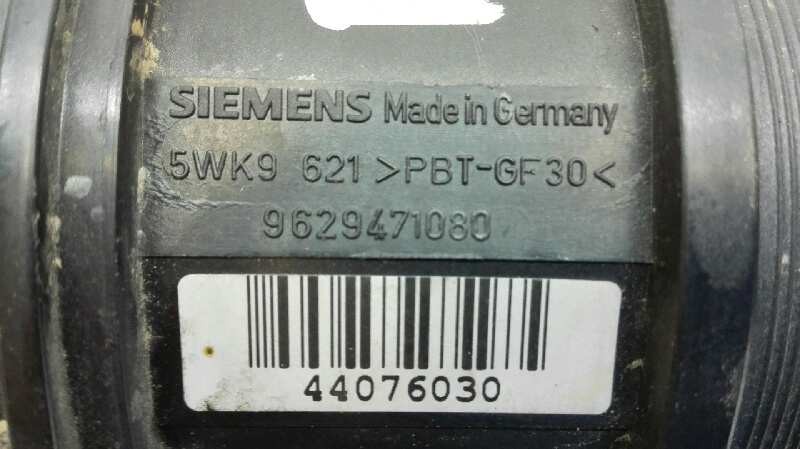 SIEMENS Made in Germany
5WK9 621 >PBT-GF30<
9629471080
44076030